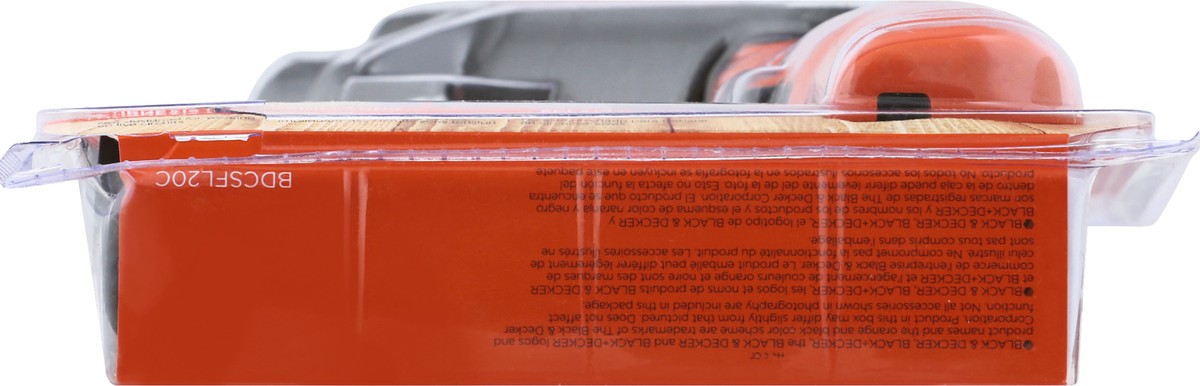 ●BLACK & DECKER, BLACK+DECKER, the BLACK & DECKER and BLACK+DECKER logos and
product names and the orange and black color scheme are trademarks of The Black & Decker
Corporation. Product in this box may differ slightly from that pictured. Does not affect
function. Not all accessories shown in photography are included in this package.
●BLACK & DECKER, BLACK+DECKER, les logos et noms de produits BLACK & DECKER
et BLACK+DECKER et l'agencement de couleurs orange et noire sont des marques de
commerce de l'entreprise Black & Decker. Le produit emballé peut différer légèrement de
celui illustré. Ne compromet pas la fonctionnalité du produit. Les accessoires illustrés ne
sont pas tous compris dans l'emballage
●BLACK & DECKER, BLACK+DECKER, el logotipo de BLACK & DECKER y
BLACK+DECKER y los nombres de los productos y el esquema de color naranja y negro
son marcas registradas de The Black & Decker Corporation. El producto que se encuentra
dentro de la caja puede diferir levemente del de la foto. Esto no afecta la función del
producto. No todos los accesorios ilustrados en la fotografía se incluyen en este paquete
BDCSFL20C